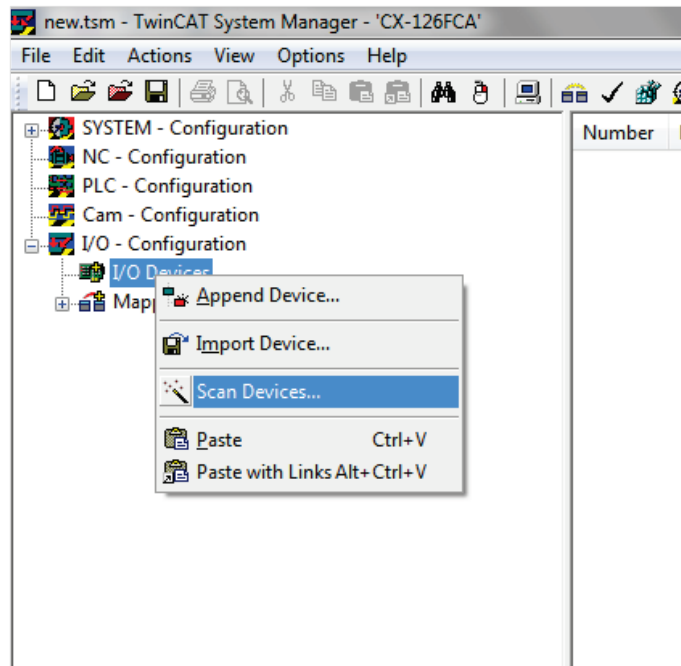 new.tsm - TwinCAT System Manager - 'CX-126FCA'
File Edit Actions View Options Help
Number
SYSTEM - Configuration
NC - Configuration
PLC - Configuration
Cam - Configuration
I/O - Configuration
I/O Devices
Append Device...
Import Device...
Scan Devices...
Paste Ctrl+V
Paste with Links Alt+Ctrl+V